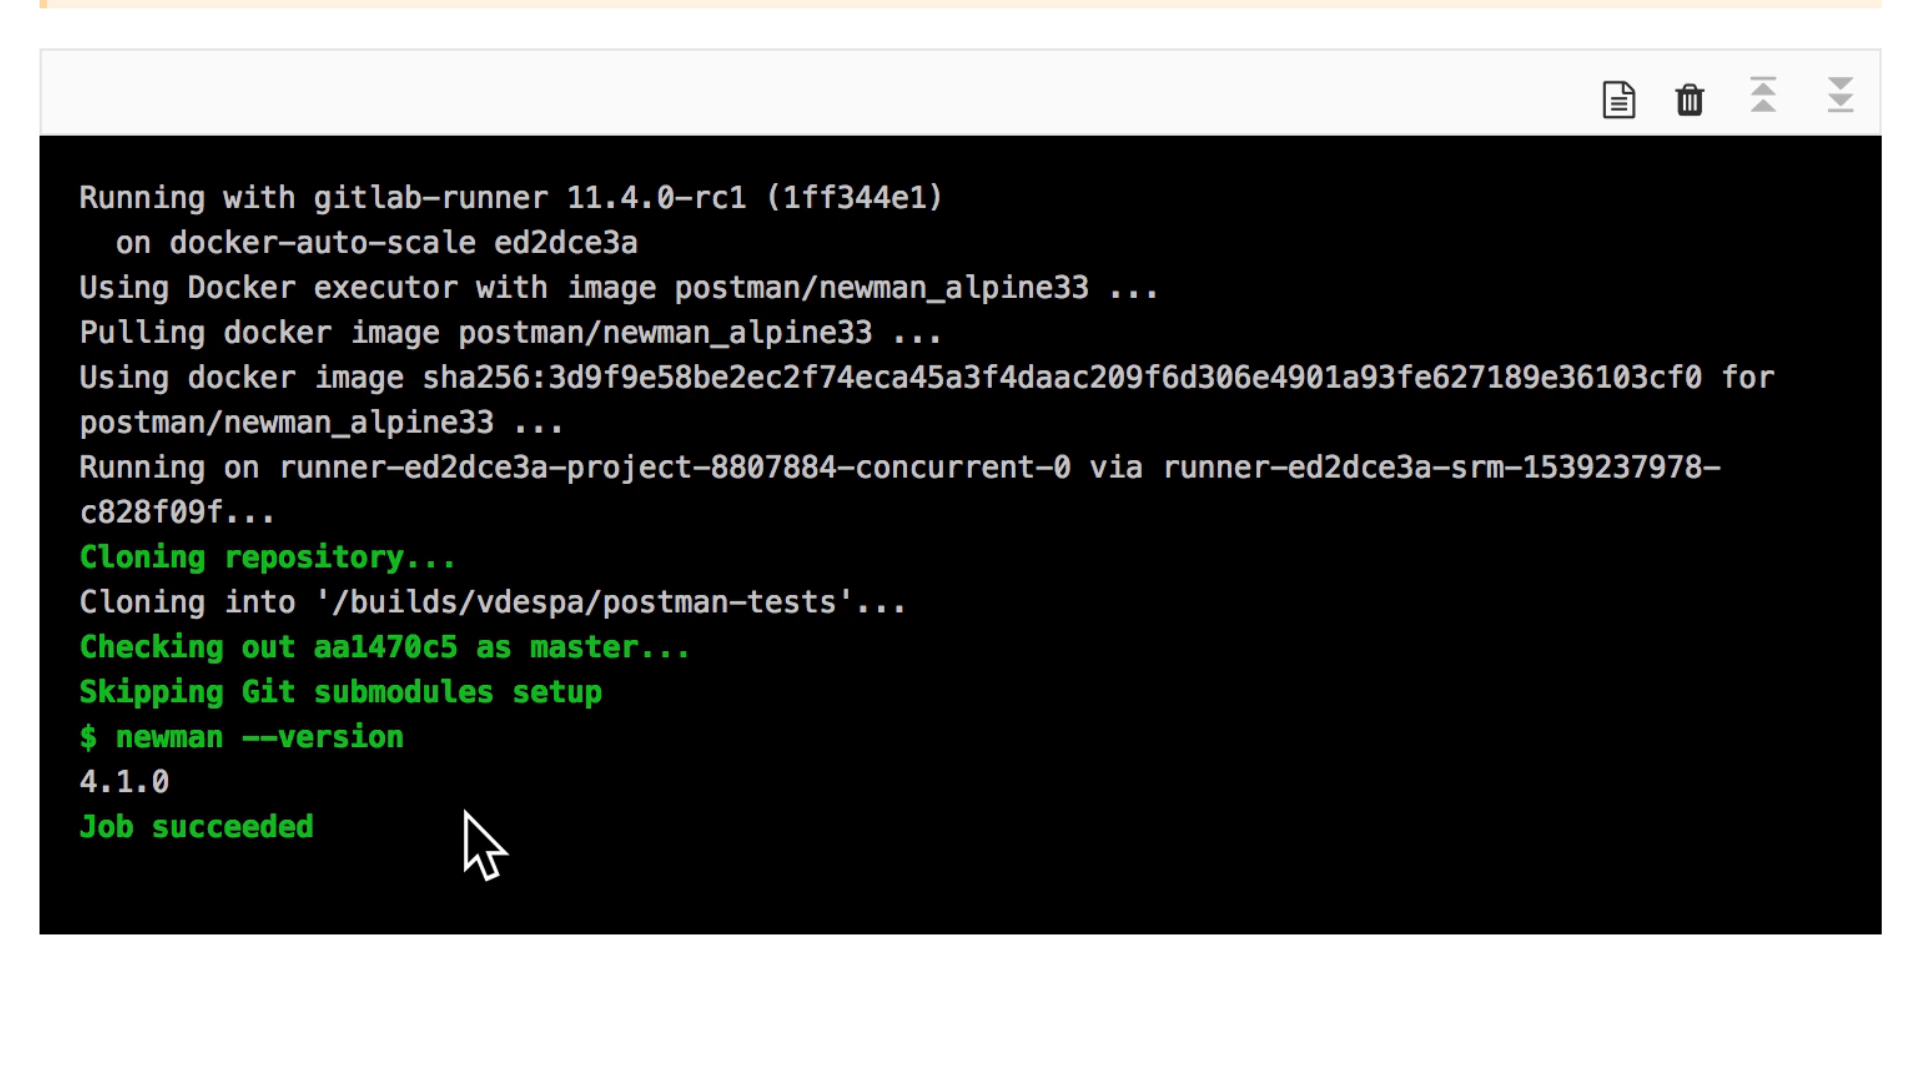 Running with gitlab-runner 11.4.0-rc1 (1ff344e1)
on docker-auto-scale ed2dce3a
Using Docker executor with image postman/newman_alpine33 ...
Pulling docker image postman/newman_alpine33 ...
Using docker image sha256:3d9f9e58be2ec2f74eca45a3f4daac209f6d306e4901a93fe627189e36103cf0 for
postman/newman_alpine33 ...
Running on runner-ed2dce3a-project-8807884-concurrent-0 via runner-ed2dce3a-srm-1539237978-
c828f09f...
Cloning repository...
Cloning into '/builds/vdespa/postman-tests'...
Checking out aa1470c5 as master...
Skipping Git submodules setup
$ newman --version
4.1.0
Job succeeded